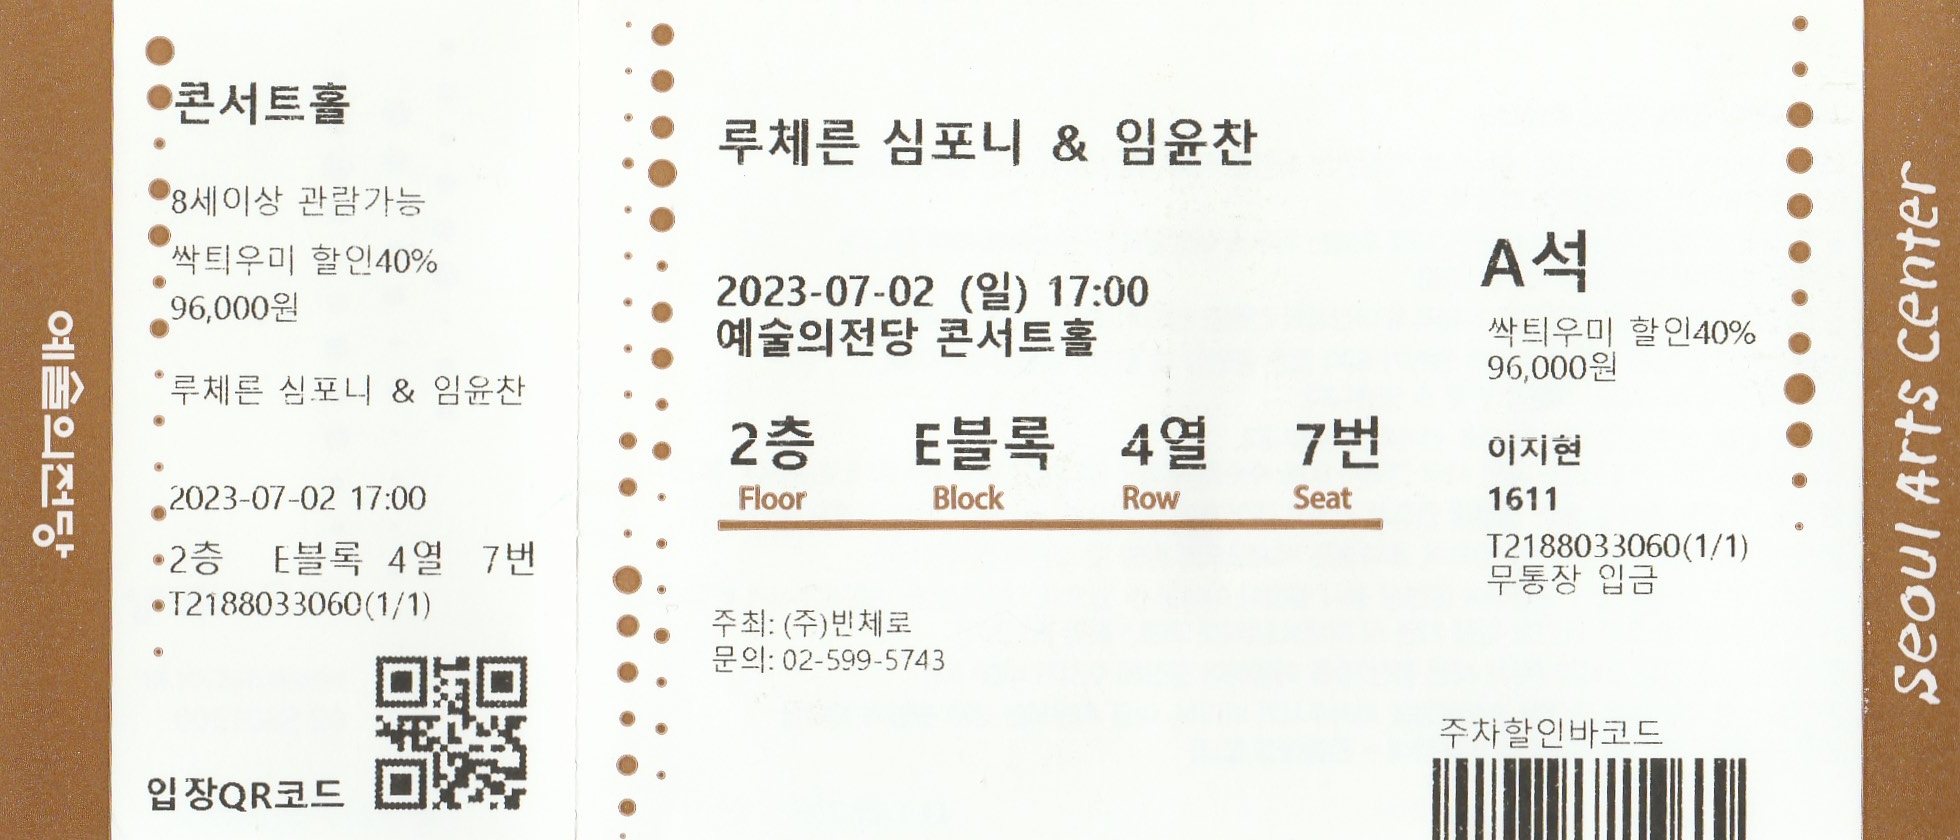 예술의전당
콘서트홀
8세이상 관람가능
싹틔우미 할인40%
96,000원
루체른 심포니 & 임윤찬
2023-07-02 17:00
2층 E블록 4열 7번
T2188033060(1/1)
입장QR코드
루체른 심포니 & 임윤찬
2023-07-02 (일) 17:00
예술의전당 콘서트홀
2층 E블록 4열 7번
Floor Block Row Seat
주최: (주)빈체로
문의: 02-599-5743
A석
싹틔우미 할인40%
96,000원
이지현
1611
T2188033060(1/1)
무통장 입금
주차할인바코드
Seoul Arts Center